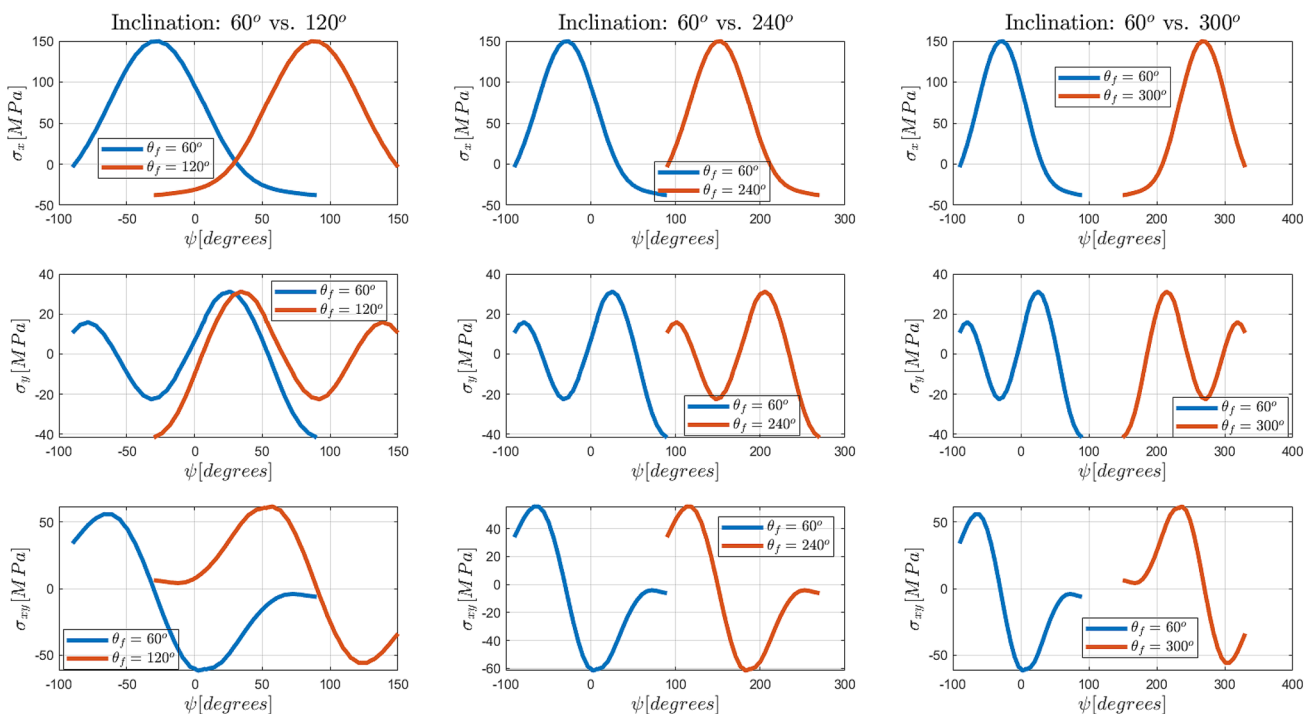 Inclination: 60° vs. 120°
150
100
50
0
-50
σx[MPa]
θf = 60°
θf = 120°
-100
-50
0
50
100
150
ψ[degrees]
Inclination: 60° vs. 240°
150
100
50
0
-50
σx[MPa]
θf = 60°
θf = 240°
-100
0
100
200
300
ψ[degrees]
Inclination: 60° vs. 300°
150
100
50
0
-50
σx[MPa]
θf = 60°
θf = 300°
-100
0
100
200
300
400
ψ[degrees]
40
20
0
-20
-40
σy[MPa]
θf = 60°
θf = 120°
-100
-50
0
50
100
150
ψ[degrees]
40
20
0
-20
-40
σy[MPa]
θf = 60°
θf = 240°
-100
0
100
200
300
ψ[degrees]
40
20
0
-20
-40
σy[MPa]
θf = 60°
θf = 300°
-100
0
100
200
300
400
ψ[degrees]
50
0
-50
σxy[MPa]
θf = 60°
θf = 120°
-100
-50
0
50
100
150
ψ[degrees]
40
20
0
-20
-40
-60
σxy[MPa]
θf = 60°
θf = 240°
-100
0
100
200
300
ψ[degrees]
50
0
-50
σxy[MPa]
θf = 60°
θf = 300°
-100
0
100
200
300
400
ψ[degrees]